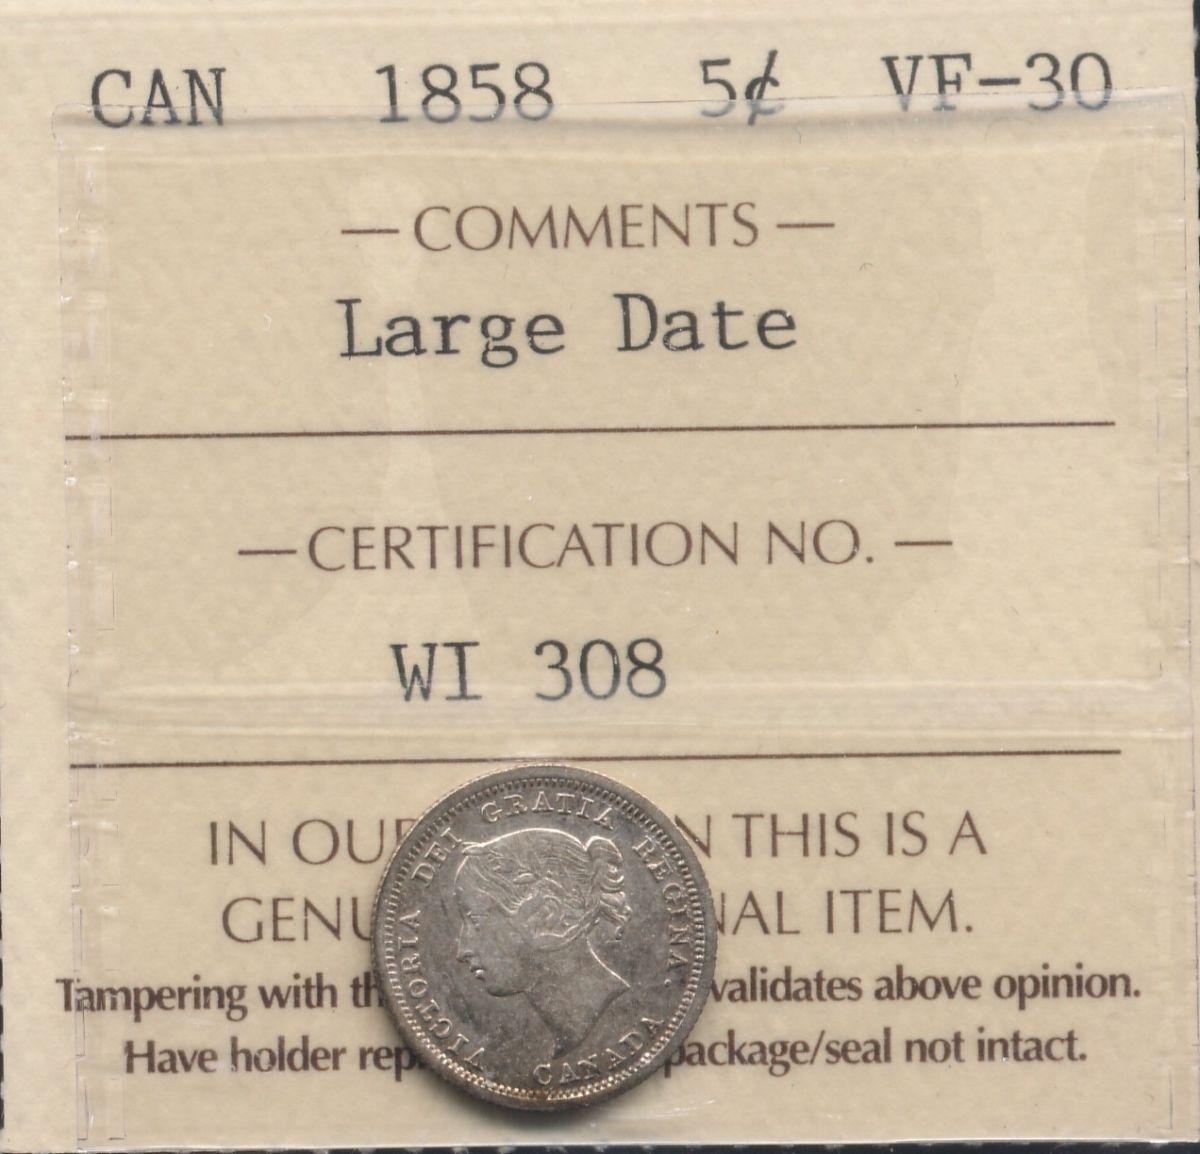 CAN 1858 5¢ VF-30
— COMMENTS —
Large Date
— CERTIFICATION NO. —
WI 308
IN OU N THIS IS A
GENU NAL ITEM.
Tampering with th validates above opinion.
Have holder rep package/seal not intact.
VICTORIA DEI GRATIA REGINA.
CANADA